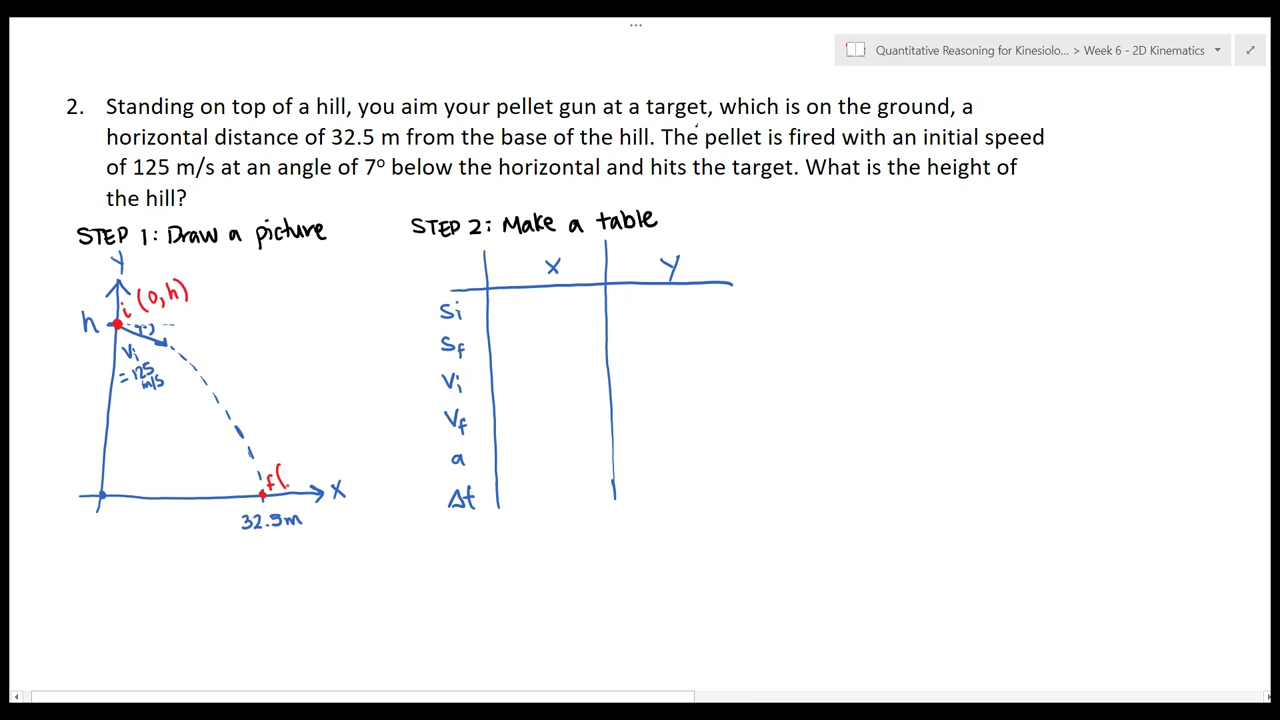 Quantitative Reasoning for Kinesiolo... > Week 6 - 2D Kinematics
2. Standing on top of a hill, you aim your pellet gun at a target, which is on the ground, a
horizontal distance of 32.5 m from the base of the hill. The pellet is fired with an initial speed
of 125 m/s at an angle of 7º below the horizontal and hits the target. What is the height of
the hill?
STEP 1: Draw a picture
STEP 2: Make a table
Y
i (0, h)
h
Vi
= 125
m/s
f(
X
32.5m
X Y
Si
Sf
Vi
Vf
a
Δt